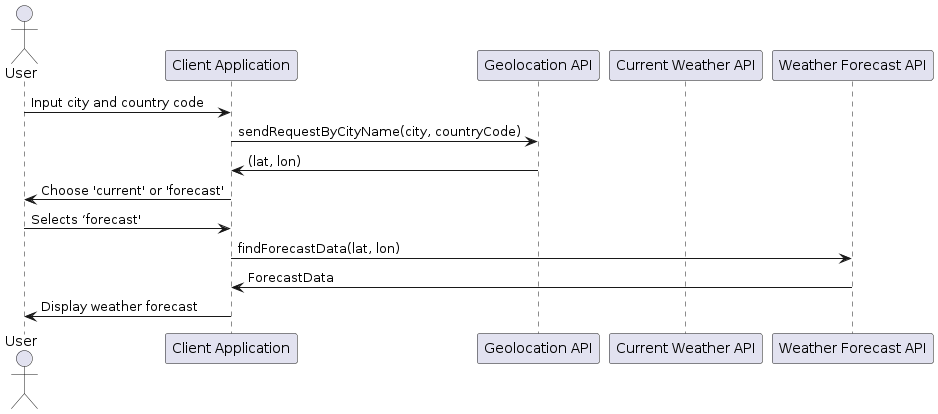 User
Client Application
Geolocation API
Current Weather API
Weather Forecast API
Input city and country code
sendRequestByCityName(city, countryCode)
(lat, lon)
Choose 'current' or 'forecast'
Selects ‘forecast'
findForecastData(lat, lon)
ForecastData
Display weather forecast
User
Client Application
Geolocation API
Current Weather API
Weather Forecast API